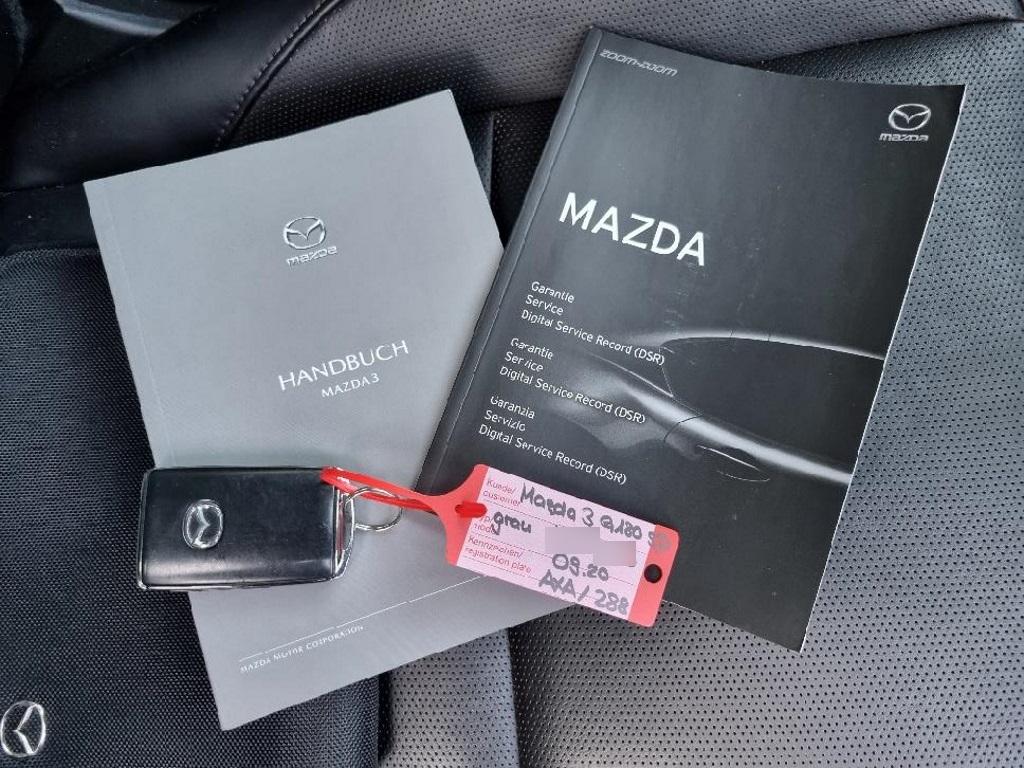 mazda
HANDBUCH
MAZDA3
MAZDA MOTOR CORPORATION
zoom-zoom
mazda
MAZDA
Garantie
Service
Digital Service Record (DSR)
Garantie
Service
Digital Service Record (DSR)
Garanzia
Servizio
Digital Service Record (DSR)
Kunde/
customer
Mazda 3 G180
grau
Kennzeichen/
registration plate
09.20
AXA/288